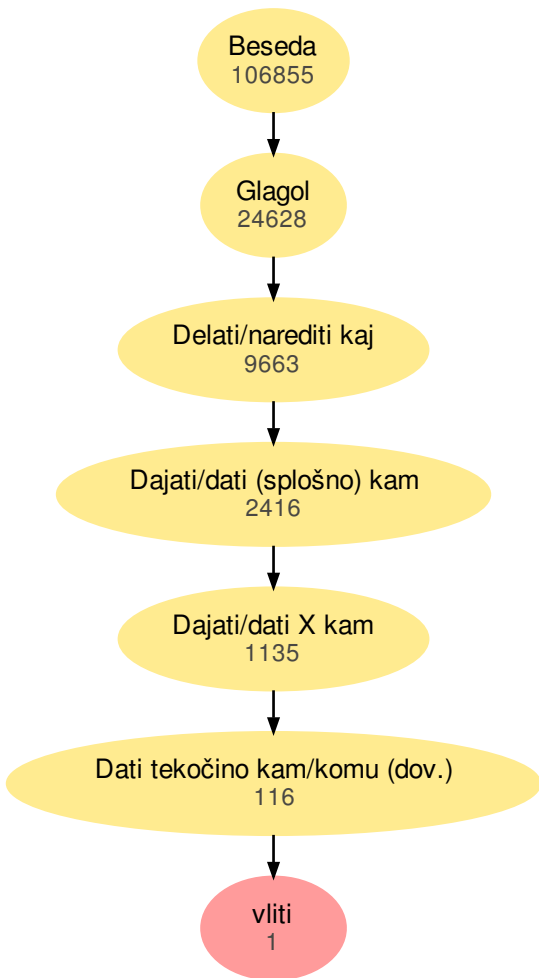 Beseda
106855
Glagol
24628
Delati/narediti kaj
9663
Dajati/dati (splošno) kam
2416
Dajati/dati X kam
1135
Dati tekočino kam/komu (dov.)
116
vliti
1